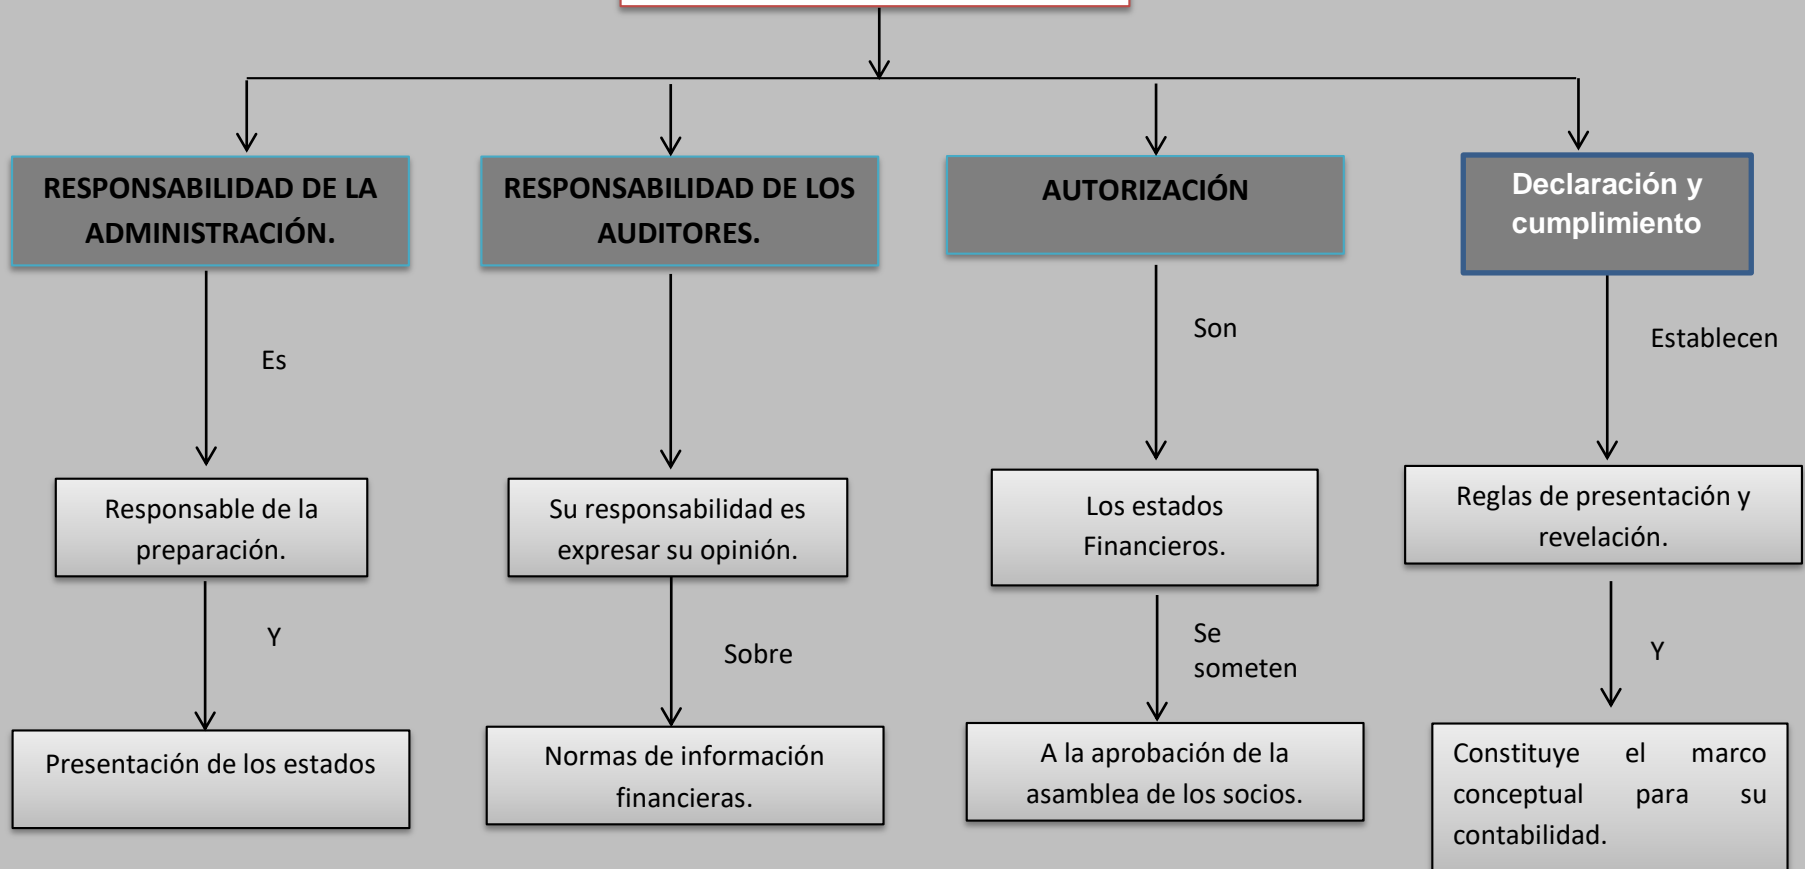 RESPONSABILIDAD DE LA
ADMINISTRACIÓN.
RESPONSABILIDAD DE LOS
AUDITORES.
AUTORIZACIÓN
Declaración y
cumplimiento
Es
Son
Establecen
Responsable de la
preparación.
Su responsabilidad es
expresar su opinión.
Los estados
Financieros.
Reglas de presentación y
revelación.
Y
Sobre
Se
someten
Y
Presentación de los estados
Normas de información
financieras.
A la aprobación de la
asamblea de los socios.
Constituye el marco
conceptual para su
contabilidad.